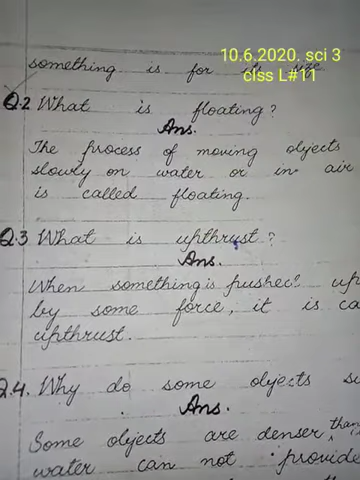 10.6.2020. sci 3
clss L#11
something is for its size
Q.2 What is floating?
Ans.
The process of moving objects
slowly on water or in air
is called floating.
Q.3 What is upthrust?
Ans.
When something is pushed up
by some force, it is ca
upthrust.
2.4. Why do some objects
Ans.
Some objects are denser than
water can not provide